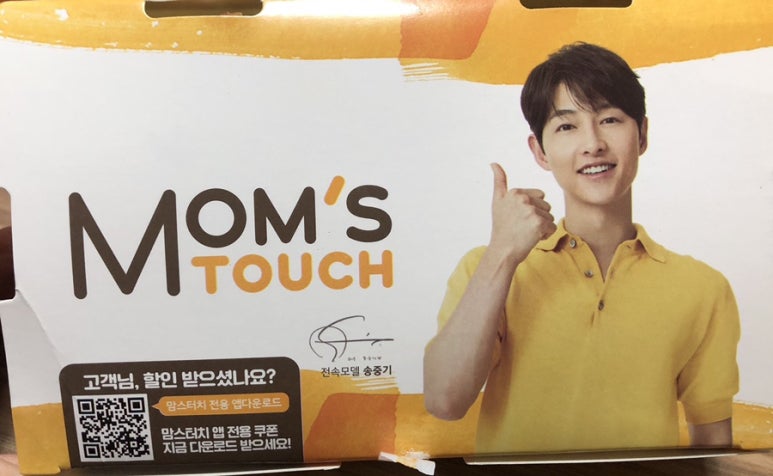 MOM'S
TOUCH
전속모델 송중기
고객님, 할인 받으셨나요?
맘스터치 전용 앱다운로드
맘스터치 앱 전용 쿠폰
지금 다운로드 받으세요!